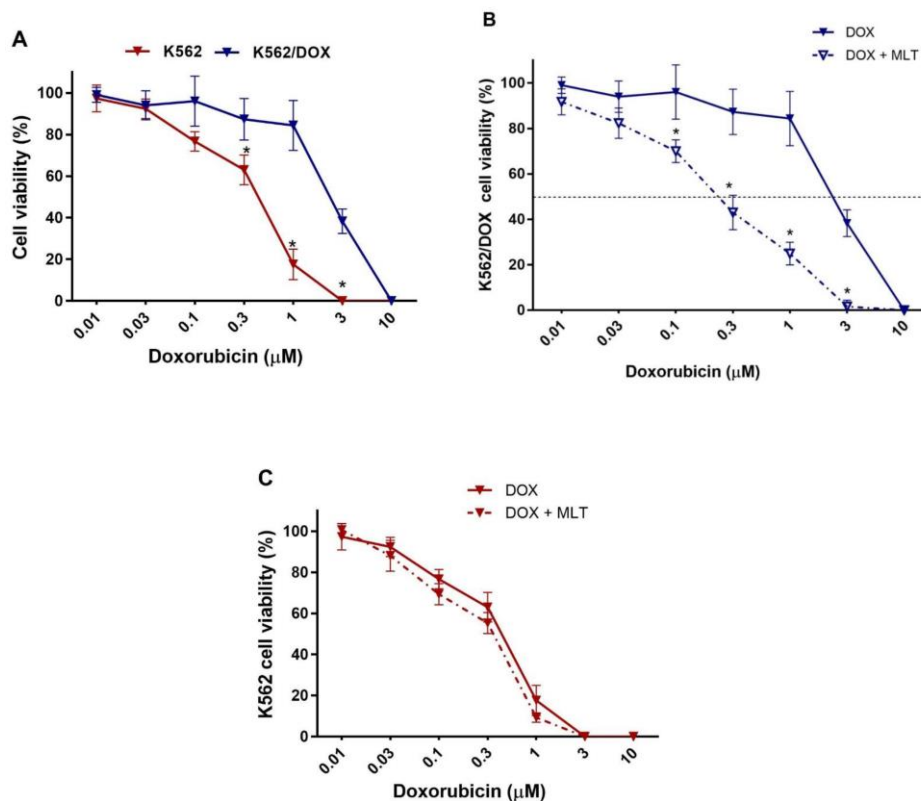 A
K562 K562/DOX
Cell viability (%)
100
80
60
40
20
0
*
*
*
0.01 0.03 0.1 0.3 1 3 10
Doxorubicin (μM)
B
DOX
DOX + MLT
K562/DOX cell viability (%)
100
80
60
40
20
0
*
*
*
*
0.01 0.03 0.1 0.3 1 3 10
Doxorubicin (μM)
C
DOX
DOX + MLT
K562 cell viability (%)
100
80
60
40
20
0
0.01 0.03 0.1 0.3 1 3 10
Doxorubicin (μM)